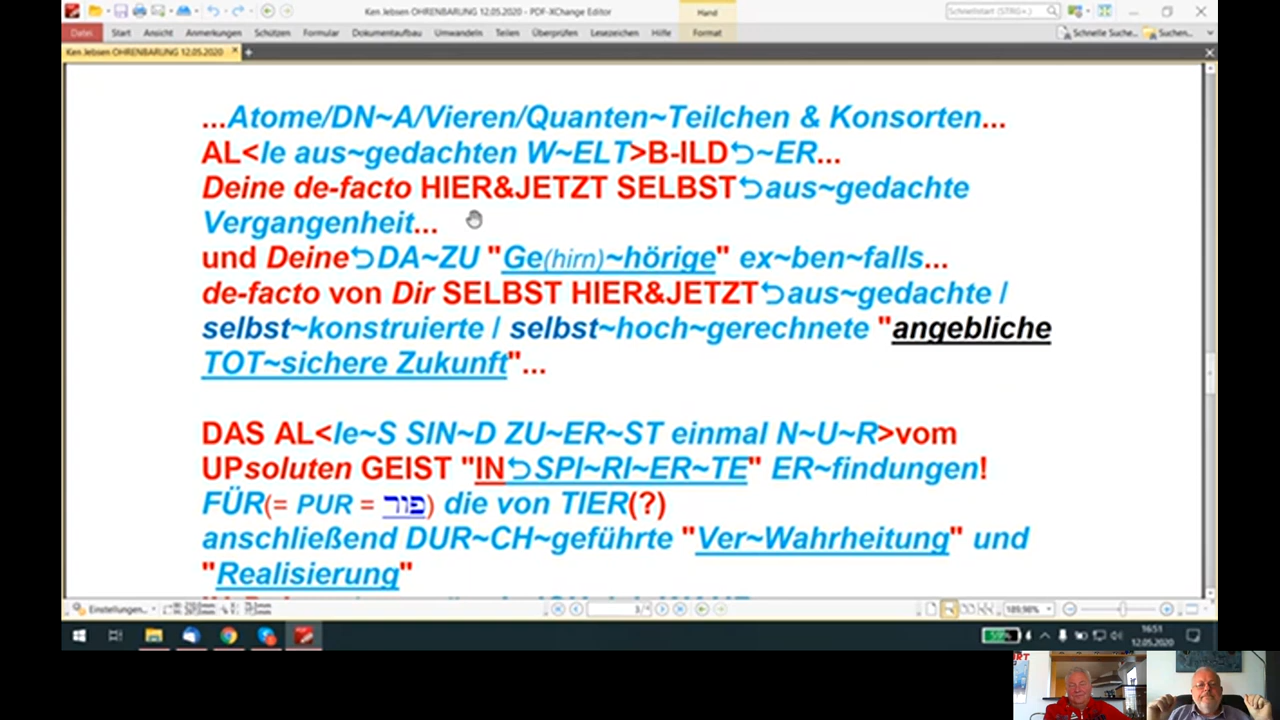 Ken Jebsen OHRENBARUNG 12.05.2020 - PDF-XChange Editor
Hand
Schnellstart (STRG+,)
Datei Start Ansicht Anmerkungen Schützen Formular Dokumentaufbau Umwandeln Teilen Überprüfen Lesezeichen Hilfe Format
Schnelle Suche... Suchen...
Ken Jebsen OHRENBARUNG 12.05.2020
...Atome/DN~A/Vieren/Quanten~Teilchen & Konsorten...
AL<le aus~gedachten W~ELT>B-ILD⮌~ER...
Deine de-facto HIER&JETZT SELBST⮌aus~gedachte
Vergangenheit...
und Deine⮌DA~ZU "Ge(hirn)~hörige" ex~ben~falls...
de-facto von Dir SELBST HIER&JETZT⮌aus~gedachte /
selbst~konstruierte / selbst~hoch~gerechnete "angebliche
TOT~sichere Zukunft"...
DAS AL<le~S SIN~D ZU~ER~ST einmal N~U~R>vom
UPsoluten GEIST "IN⮌SPI~RI~ER~TE" ER~findungen!
FÜR(= PUR = פור) die von TIER(?)
anschließend DUR~CH~geführte "Ver~Wahrheitung" und
"Realisierung"
Einstellungen...
189,98%
59%
16:51
12.05.2020